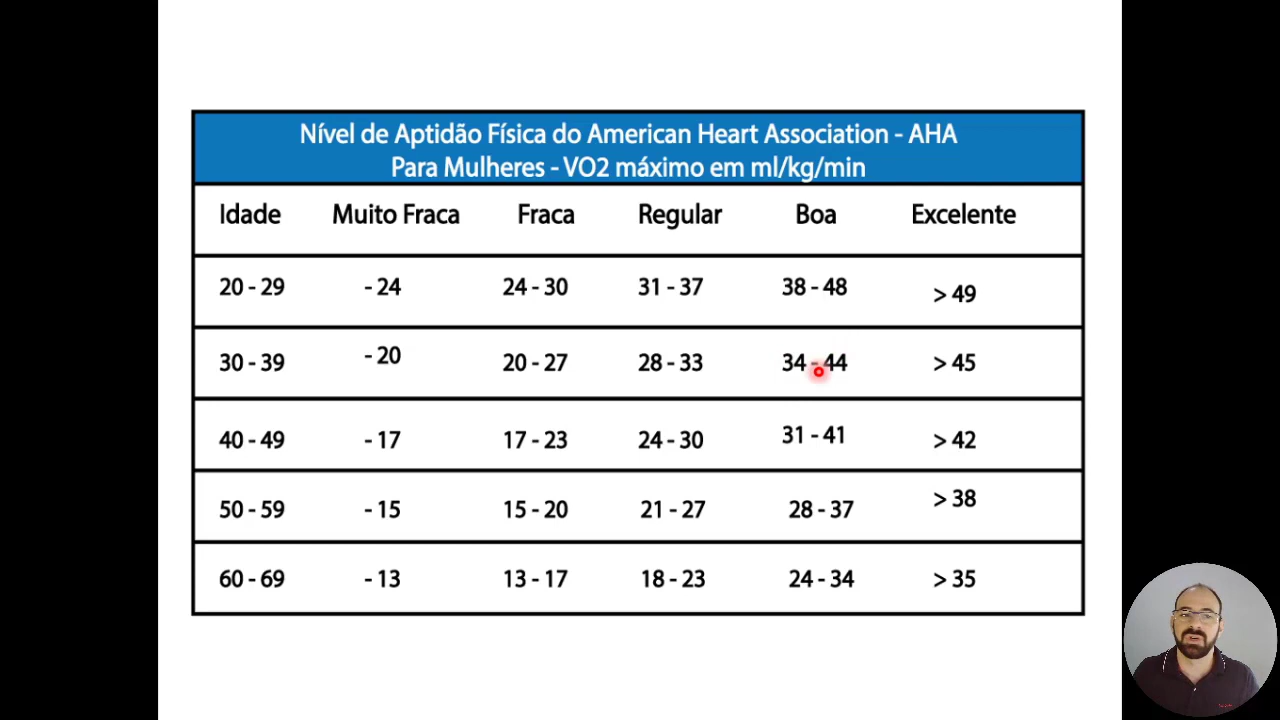 Nível de Aptidão Física do American Heart Association - AHA
Para Mulheres - VO2 máximo em ml/kg/min
Idade Muito Fraca Fraca Regular Boa Excelente
20 - 29 - 24 24 - 30 31 - 37 38 - 48 > 49
30 - 39 - 20 20 - 27 28 - 33 34 - 44 > 45
40 - 49 - 17 17 - 23 24 - 30 31 - 41 > 42
50 - 59 - 15 15 - 20 21 - 27 28 - 37 > 38
60 - 69 - 13 13 - 17 18 - 23 24 - 34 > 35